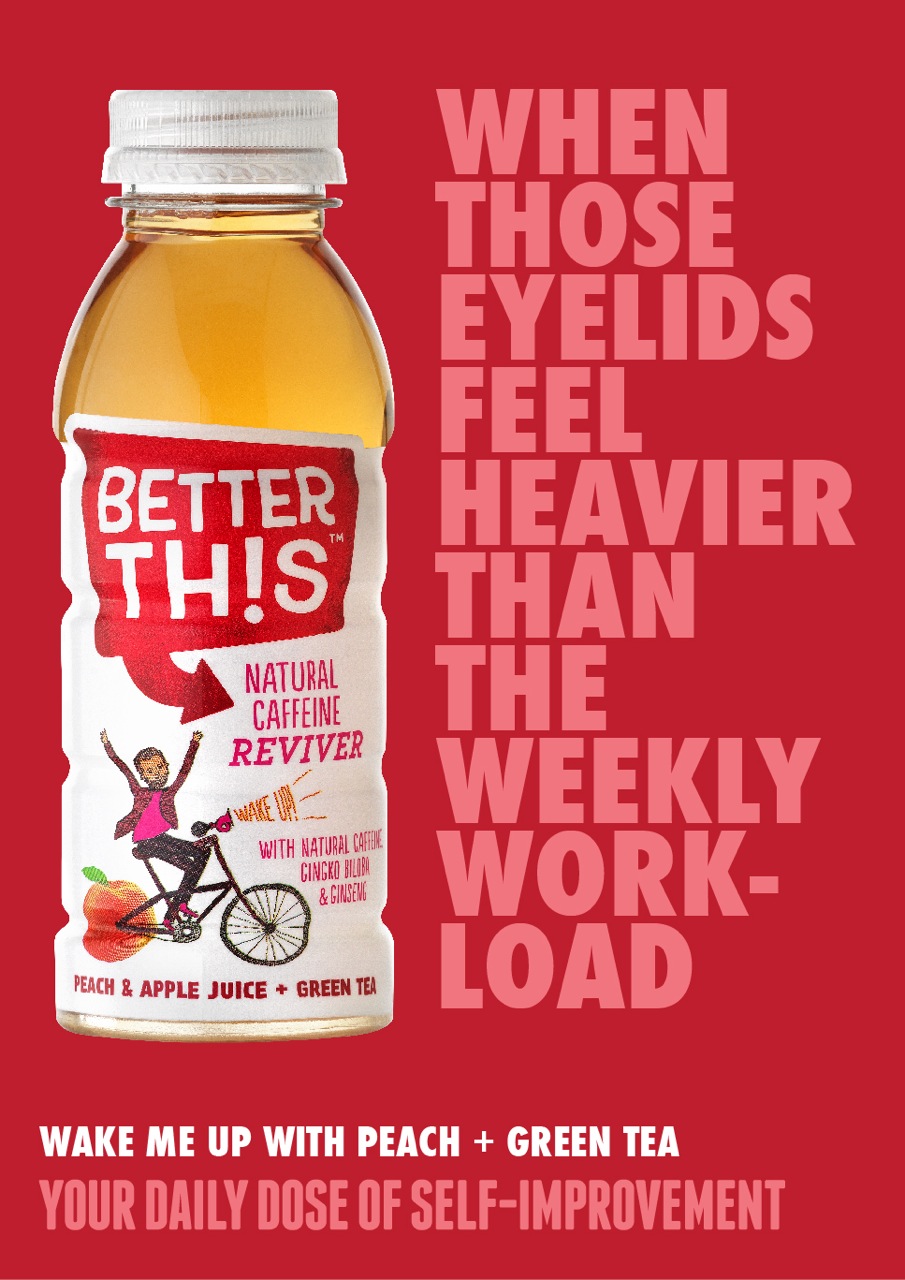 BETTER
TH!S™
NATURAL
CAFFEINE
REVIVER
WAKE UP!
WITH NATURAL CAFFEINE
GINGKO BILOBA
& GINSENG
PEACH & APPLE JUICE + GREEN TEA
WHEN
THOSE
EYELIDS
FEEL
HEAVIER
THAN
THE
WEEKLY
WORK-
LOAD
WAKE ME UP WITH PEACH + GREEN TEA
YOUR DAILY DOSE OF SELF-IMPROVEMENT